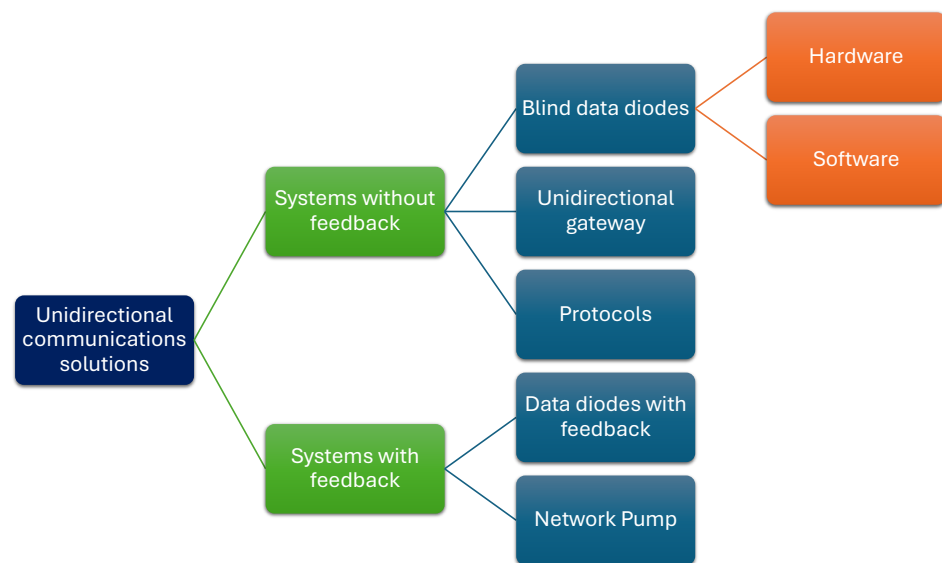 Unidirectional
communications
solutions
Systems without
feedback
Blind data diodes
Hardware
Software
Unidirectional
gateway
Protocols
Systems with
feedback
Data diodes with
feedback
Network Pump